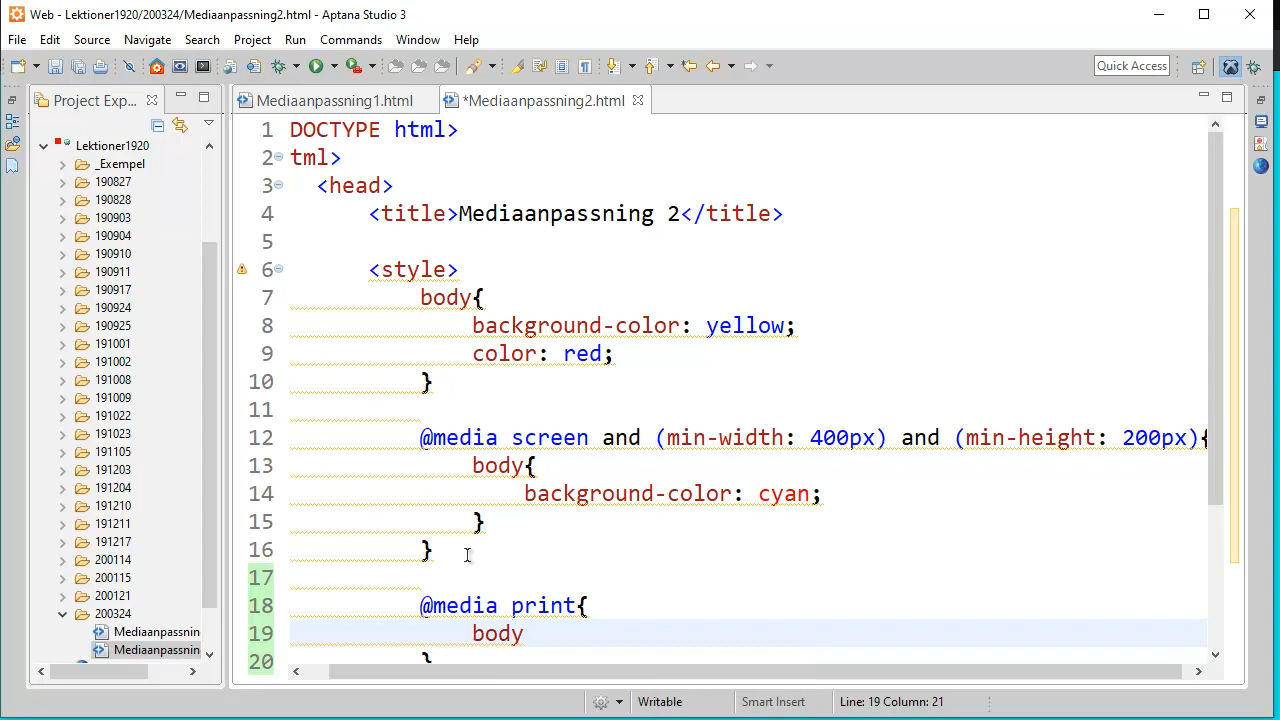 Web - Lektioner1920/200324/Mediaanpassning2.html - Aptana Studio 3
File Edit Source Navigate Search Project Run Commands Window Help
Quick Access
Project Exp...
Mediaanpassning1.html
*Mediaanpassning2.html
Lektioner1920
_Exempel
190827
190828
190903
190904
190910
190911
190917
190924
190925
191001
191002
191008
191009
191022
191023
191105
191203
191204
191210
191211
191217
200114
200115
200121
200324
Mediaanpassnin
Mediaanpassnin
1 DOCTYPE html>
2 tml>
3 <head>
4 <title>Mediaanpassning 2</title>
5
6 <style>
7 body{
8 background-color: yellow;
9 color: red;
10 }
11
12 @media screen and (min-width: 400px) and (min-height: 200px){
13 body{
14 background-color: cyan;
15 }
16 }
17
18 @media print{
19 body
20 }
Writable
Smart Insert
Line: 19 Column: 21